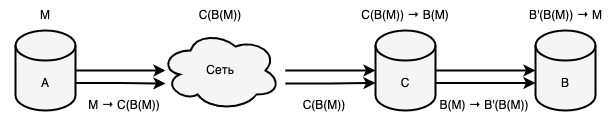 M
C(B(M))
C(B(M)) → B(M)
B'(B(M)) → M
A
Сеть
C
B
M → C(B(M))
C(B(M))
B(M) → B'(B(M))